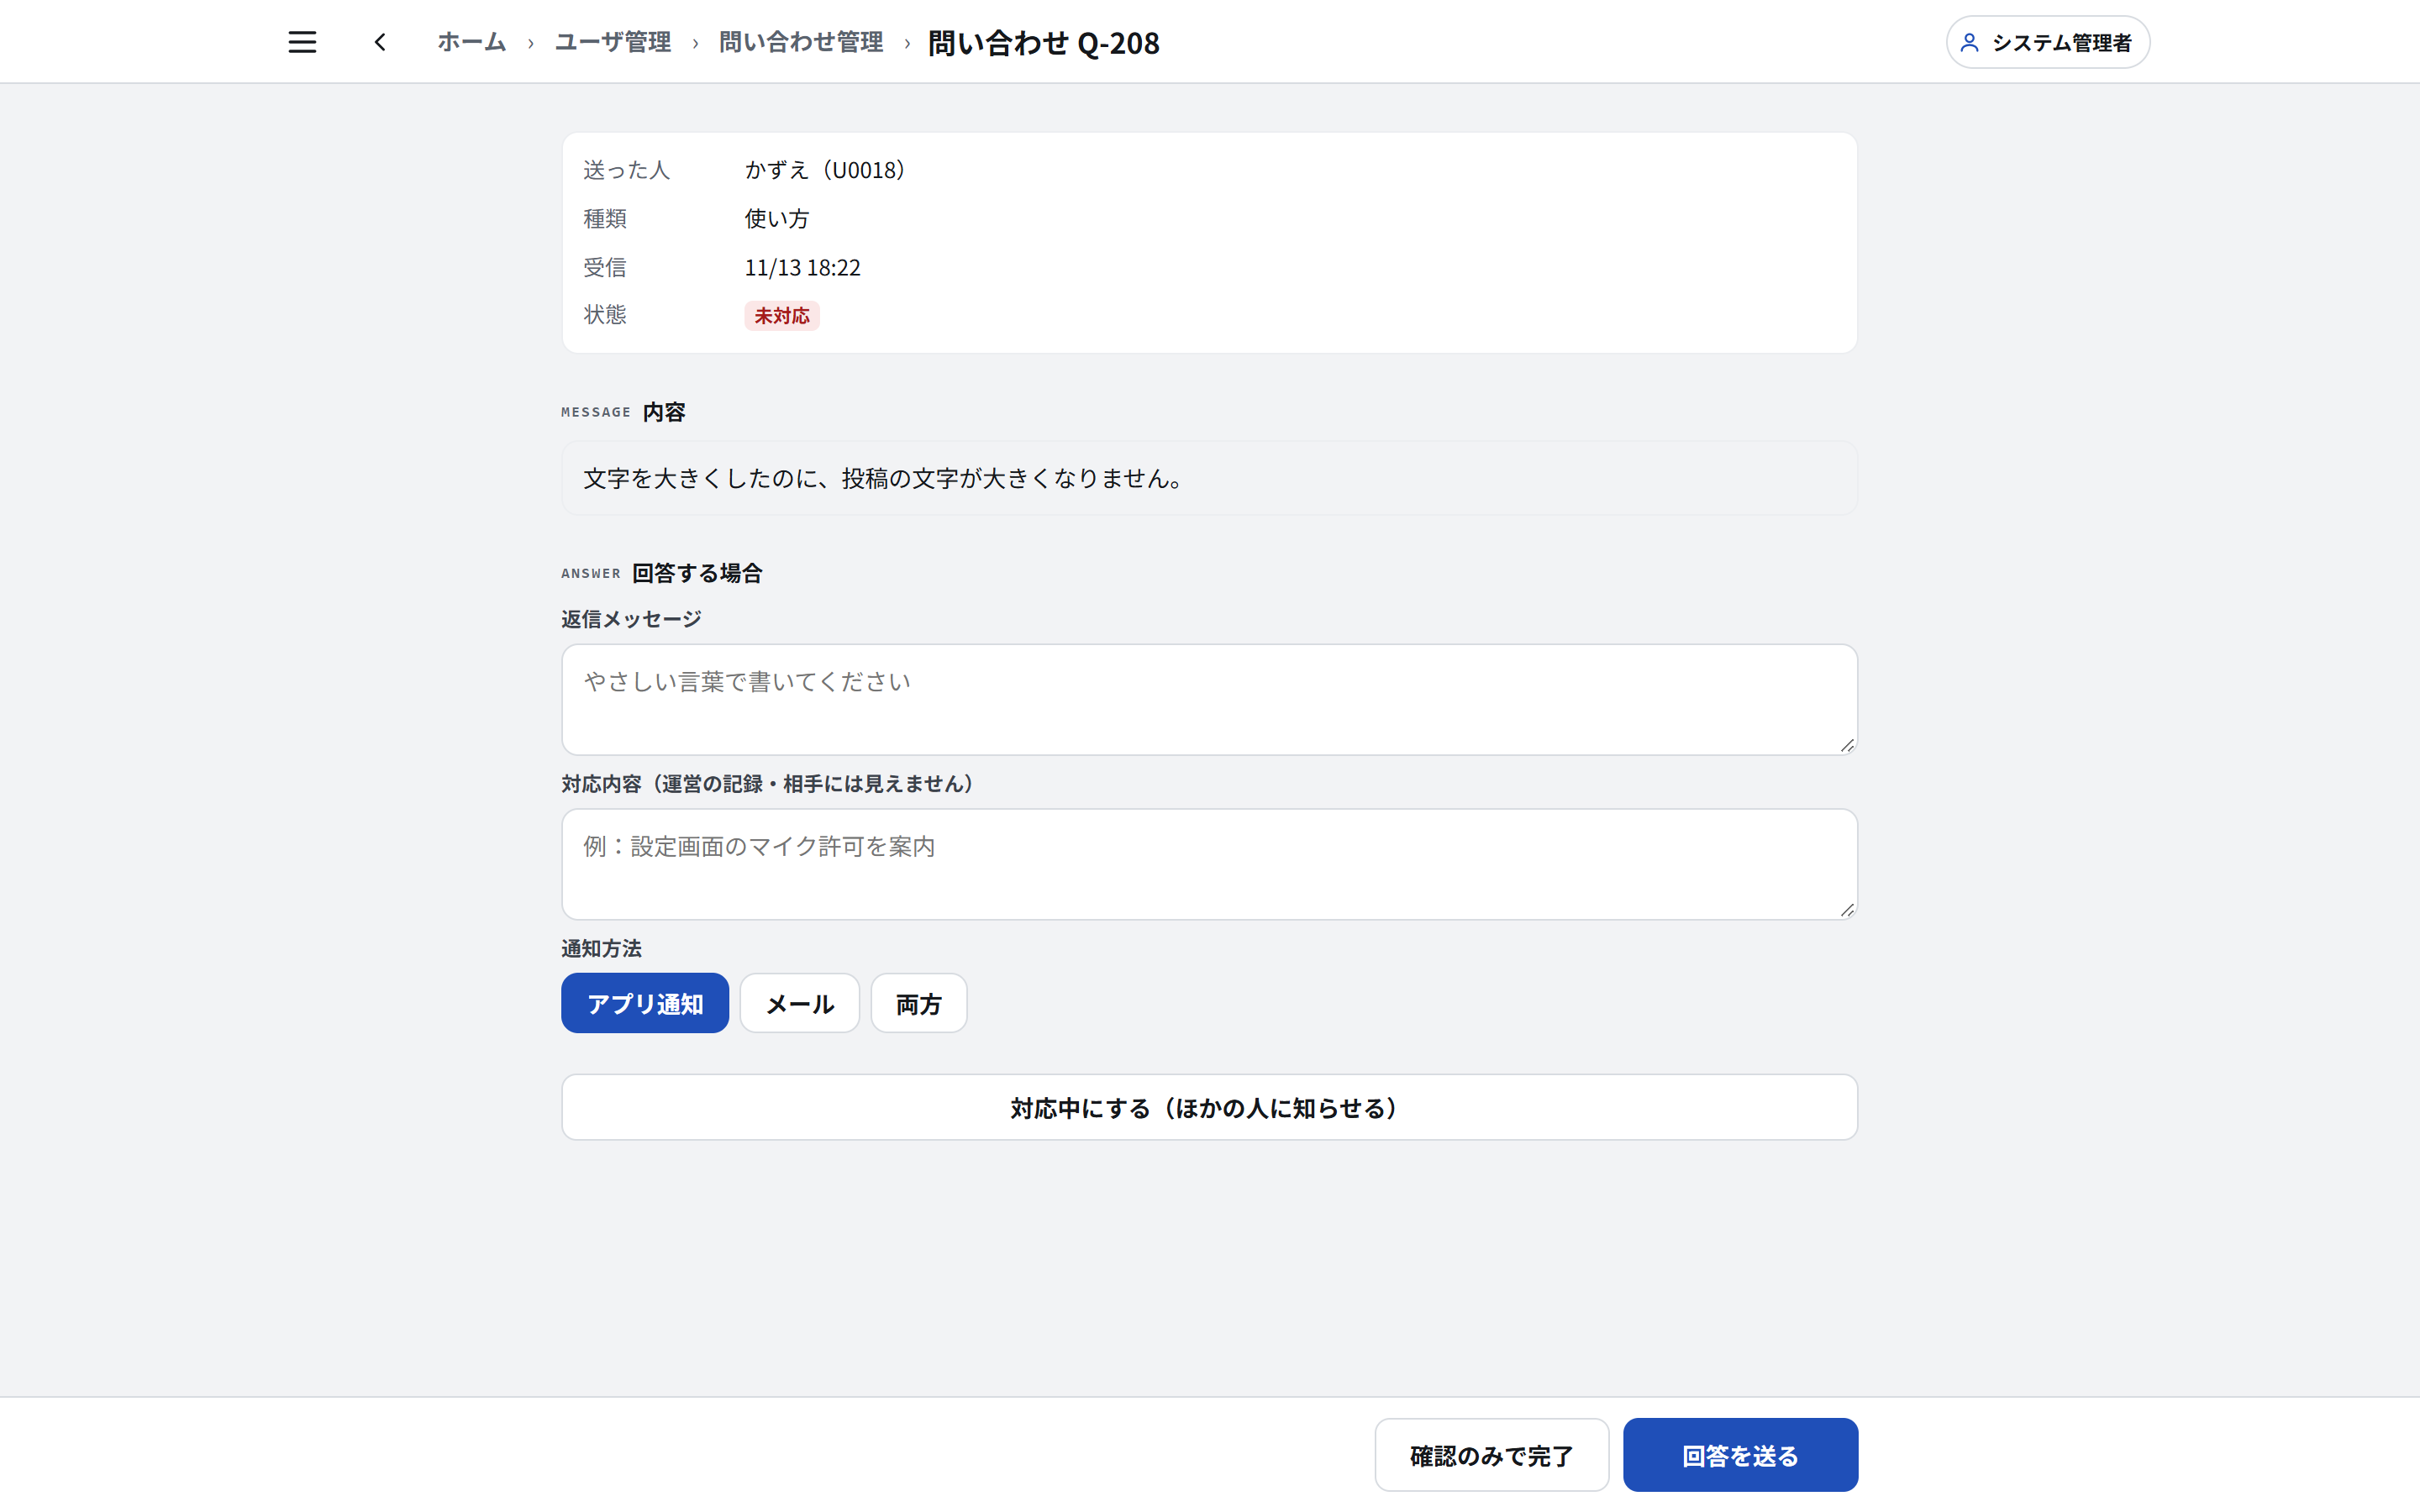 ホーム › ユーザ管理 › 問い合わせ管理 › 問い合わせ Q-208
システム管理者
送った人 かずえ（U0018）
種類 使い方
受信 11/13 18:22
状態 未対応
MESSAGE 内容
文字を大きくしたのに、投稿の文字が大きくなりません。
ANSWER 回答する場合
返信メッセージ
やさしい言葉で書いてください
対応内容（運営の記録・相手には見えません）
例：設定画面のマイク許可を案内
通知方法
アプリ通知 メール 両方
対応中にする（ほかの人に知らせる）
確認のみで完了 回答を送る